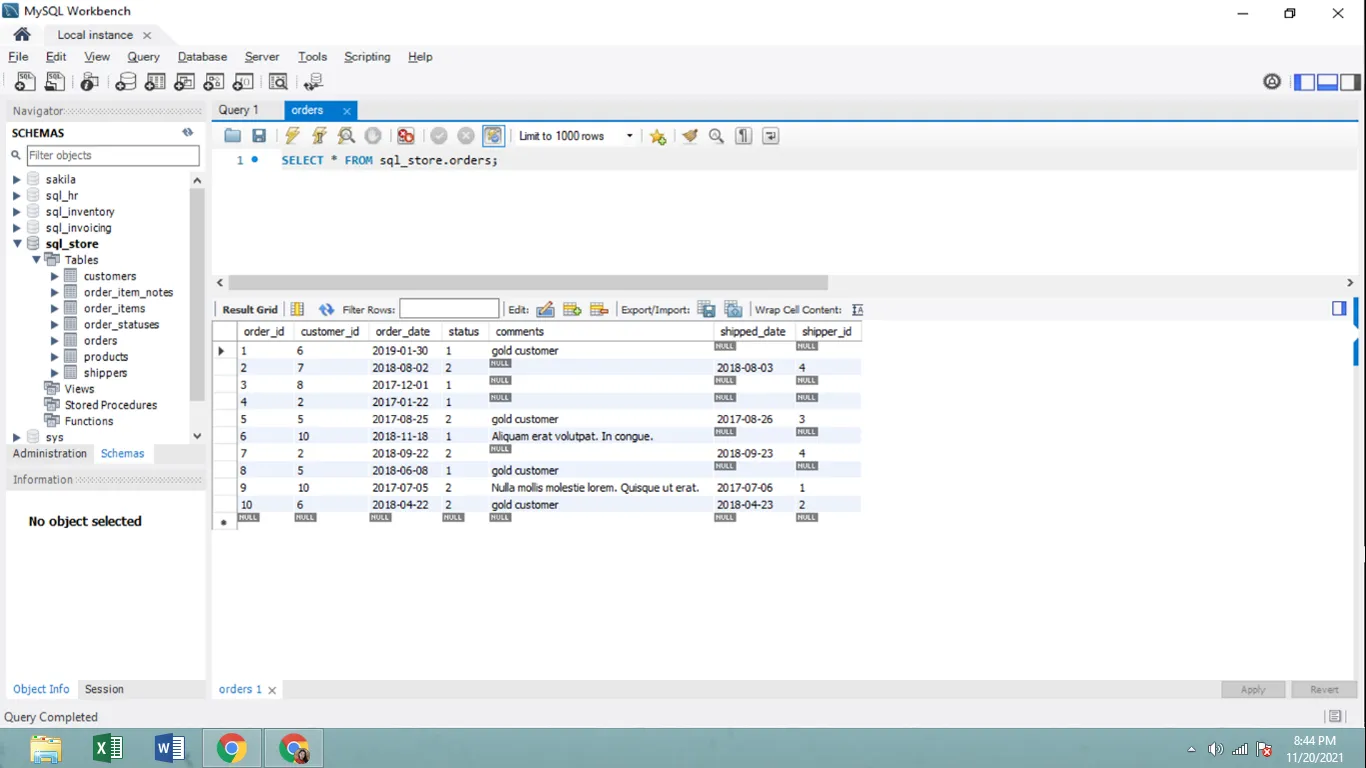 MySQL Workbench
Local instance
File Edit View Query Database Server Tools Scripting Help
Navigator
SCHEMAS
Filter objects
sakila
sql_hr
sql_inventory
sql_invoicing
sql_store
Tables
customers
order_item_notes
order_items
order_statuses
orders
products
shippers
Views
Stored Procedures
Functions
sys
Administration Schemas
Information
No object selected
Object Info Session
Query 1 orders
Limit to 1000 rows
1 SELECT * FROM sql_store.orders;
Result Grid Filter Rows: Edit: Export/Import: Wrap Cell Content: IA
order_id customer_id order_date status comments shipped_date shipper_id
1 6 2019-01-30 1 gold customer NULL NULL
2 7 2018-08-02 2 NULL 2018-08-03 4
3 8 2017-12-01 1 NULL NULL NULL
4 2 2017-01-22 1 NULL NULL NULL
5 5 2017-08-25 2 gold customer 2017-08-26 3
6 10 2018-11-18 1 Aliquam erat volutpat. In congue. NULL NULL
7 2 2018-09-22 2 NULL 2018-09-23 4
8 5 2018-06-08 1 gold customer NULL NULL
9 10 2017-07-05 2 Nulla mollis molestie lorem. Quisque ut erat. 2017-07-06 1
10 6 2018-04-22 2 gold customer 2018-04-23 2
NULL NULL NULL NULL NULL NULL NULL
orders 1
Apply Revert
Query Completed
8:44 PM
11/20/2021